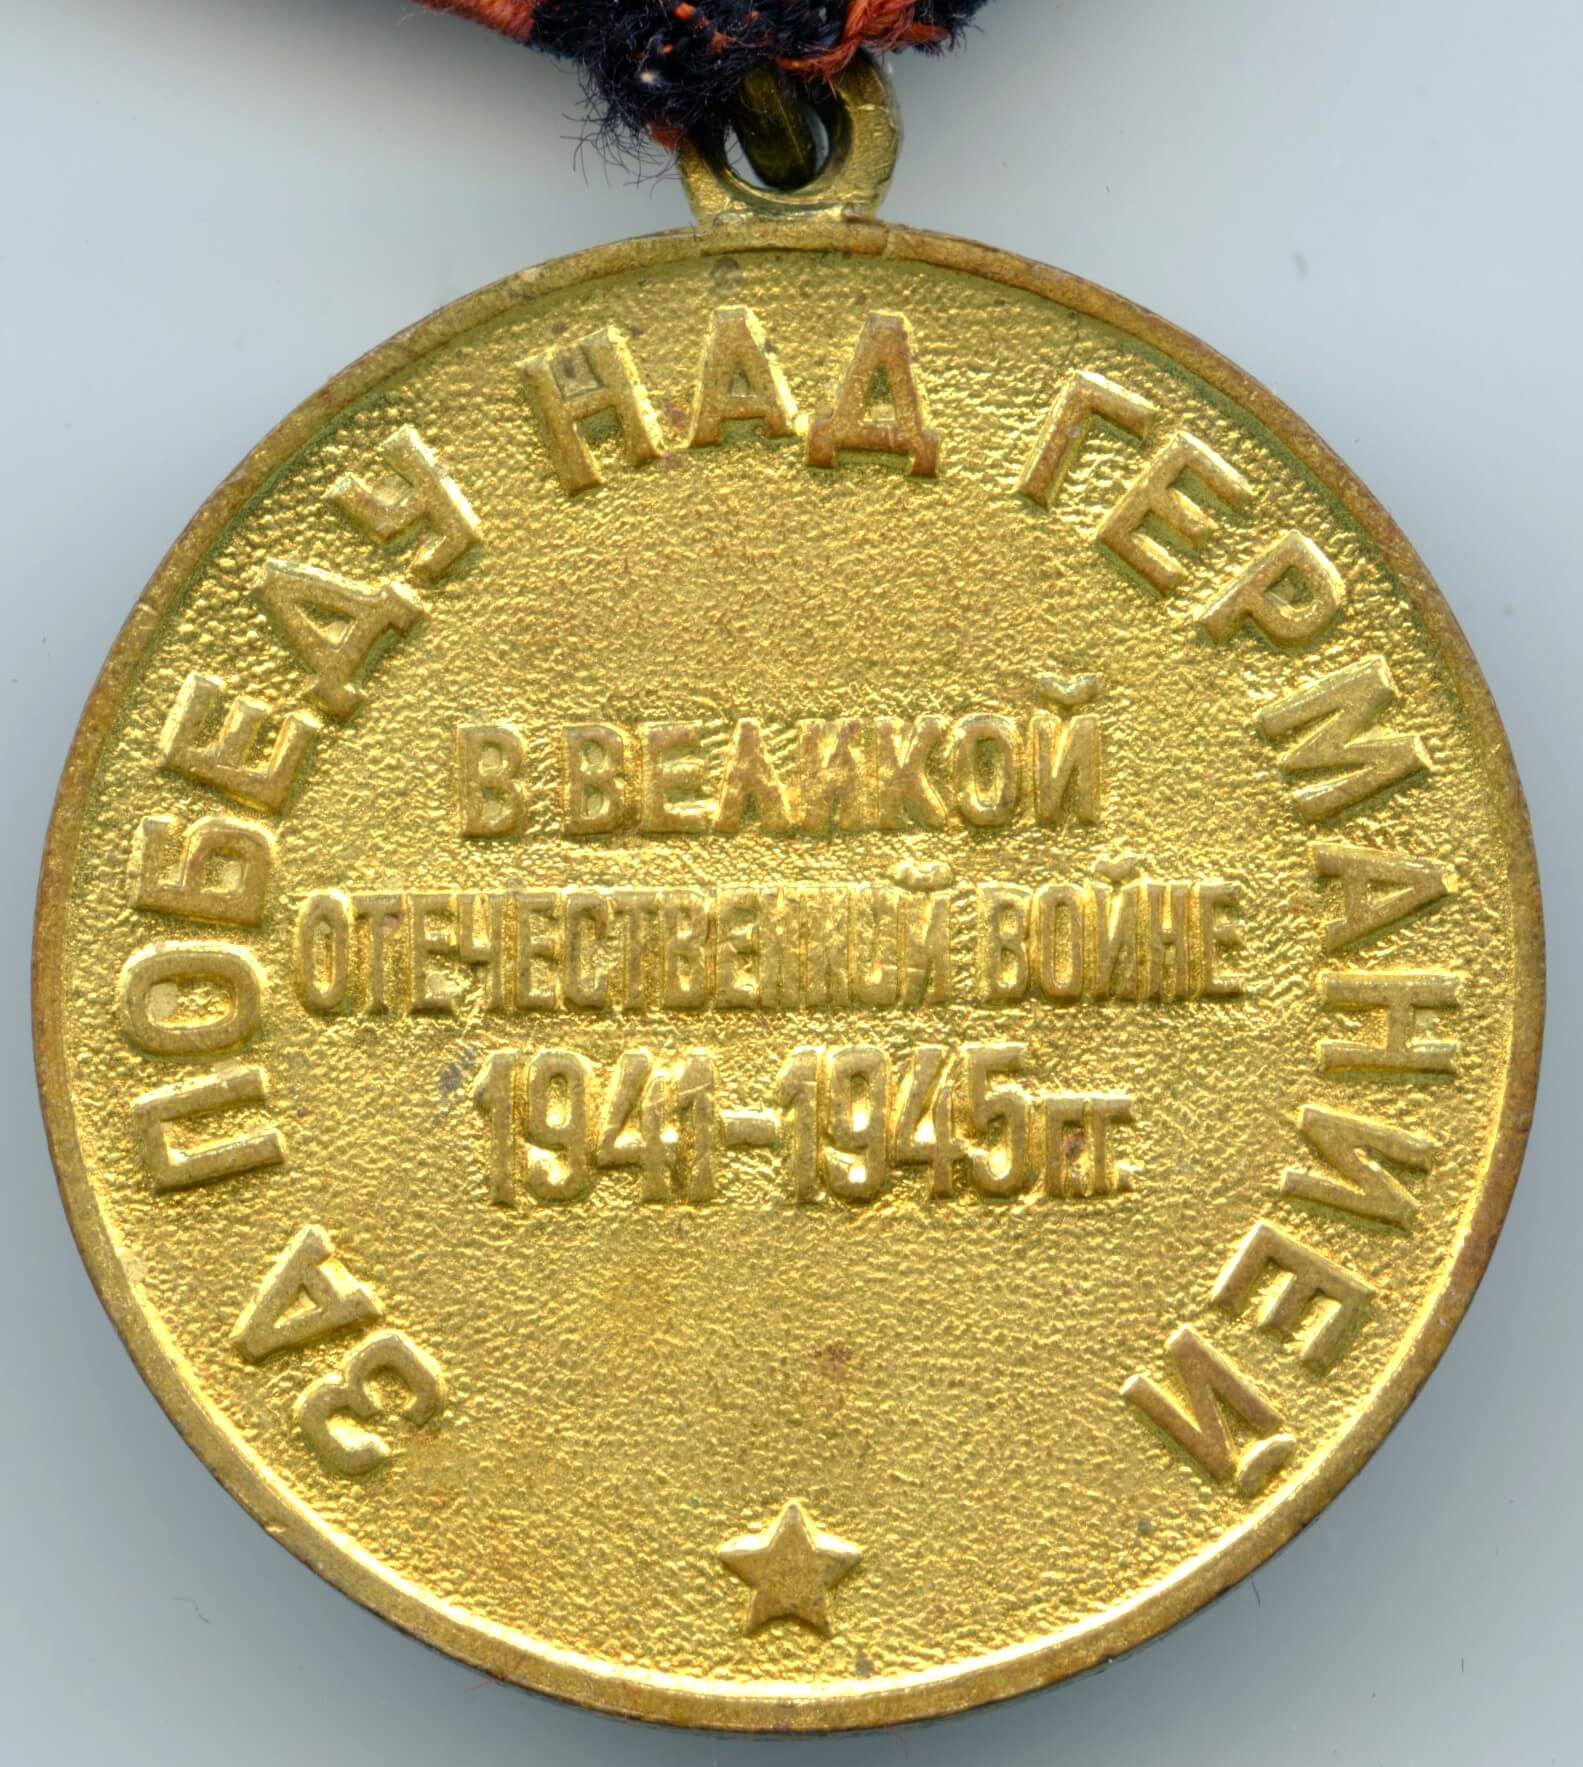 ЗА ПОБЕДУ НАД ГЕРМАНИЕЙ
В ВЕЛИКОЙ
ОТЕЧЕСТВЕННОЙ ВОЙНЕ
1941-1945 гг.